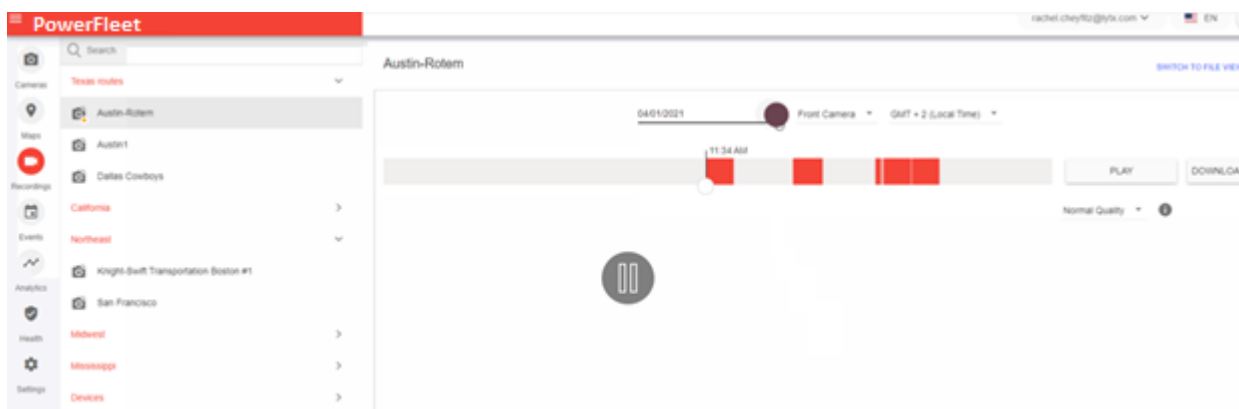 PowerFleet
rachel.cheyfitz@lytx.com
EN
Search
Austin-Rotem
SWITCH TO FILE VIEW
Cameras
Texas routes
Austin-Rotem
04/01/2021
Front Camera
GMT + 2 (Local Time)
Maps
Austin1
11:34 AM
Recordings
Dallas Cowboys
PLAY
DOWNLOA
California
Normal Quality
Events
Northeast
Knight-Swift Transportation Boston #1
Analytics
San Francisco
Health
Midwest
Mississippi
Settings
Devices